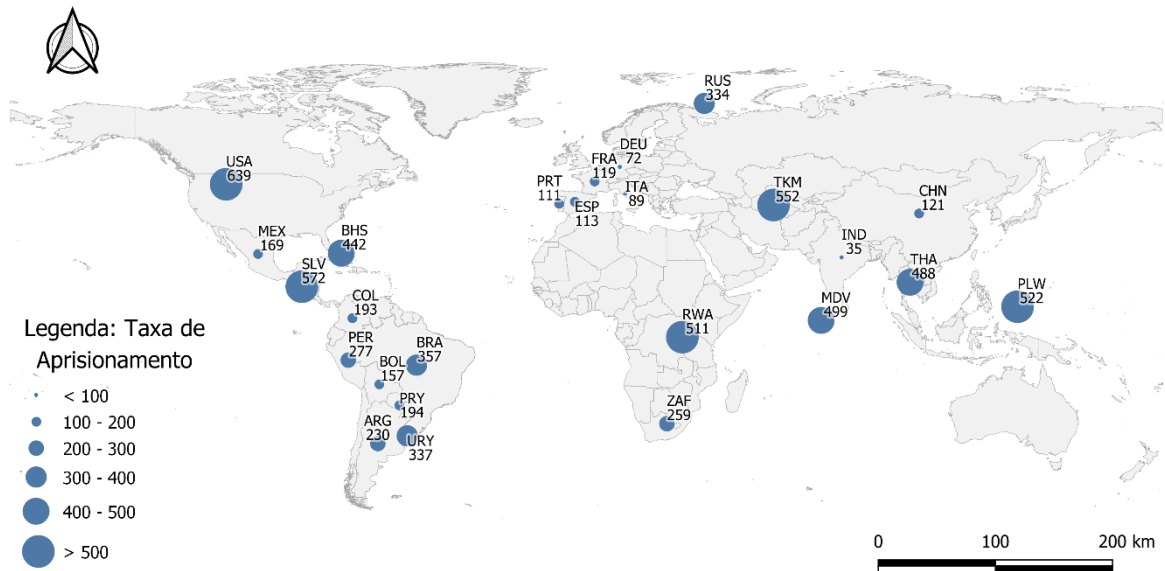 RUS
334
DEU
72
FRA
119
USA
639
PRT
111
ITA
89
ESP
113
TKM
552
CHN
121
MEX
169
BHS
442
IND
35
SLV
572
THA
488
PLW
522
MDV
499
COL
193
RWA
511
Legenda: Taxa de
Aprisionamento
PER
277
BRA
357
BOL
157
< 100
PRY
194
ZAF
259
100 - 200
ARG
230
URY
337
200 - 300
300 - 400
400 - 500
> 500
0 100 200 km